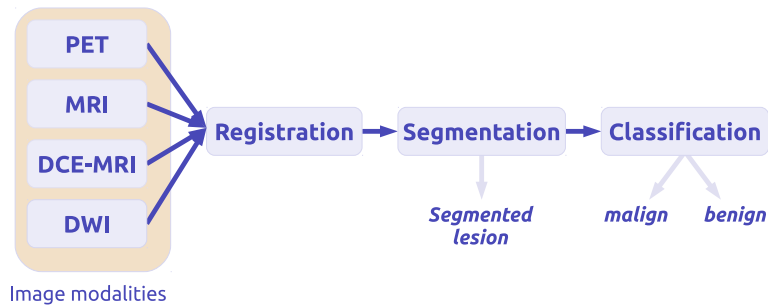 PET
MRI
DCE-MRI
DWI
Image modalities
Registration
Segmentation
Classification
Segmented
lesion
malign
benign